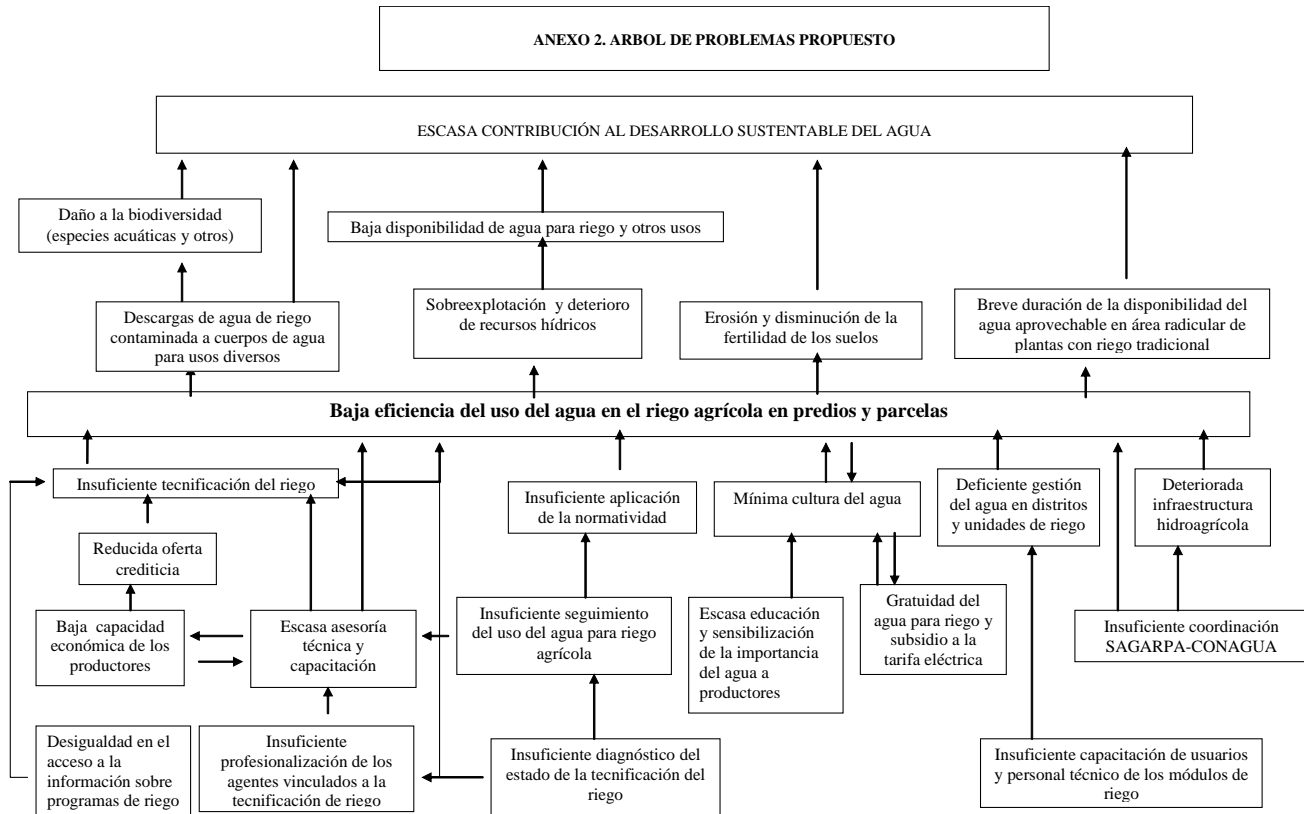 ANEXO 2. ARBOL DE PROBLEMAS PROPUESTO
ESCASA CONTRIBUCIÓN AL DESARROLLO SUSTENTABLE DEL AGUA
Daño a la biodiversidad
(especies acuáticas y otros)
Baja disponibilidad de agua para riego y otros usos
Descargas de agua de riego
contaminada a cuerpos de agua
para usos diversos
Sobreexplotación y deterioro
de recursos hídricos
Erosión y disminución de la
fertilidad de los suelos
Breve duración de la disponibilidad del
agua aprovechable en área radicular de
plantas con riego tradicional
Baja eficiencia del uso del agua en el riego agrícola en predios y parcelas
Insuficiente tecnificación del riego
Insuficiente aplicación
de la normatividad
Mínima cultura del agua
Deficiente gestión
del agua en distritos
y unidades de riego
Deteriorada
infraestructura
hidroagrícola
Reducida oferta
crediticia
Baja capacidad
económica de los
productores
Escasa asesoría
técnica y
capacitación
Insuficiente seguimiento
del uso del agua para riego
agrícola
Escasa educación
y sensibilización
de la importancia
del agua a
productores
Gratuidad del
agua para riego y
subsidio a la
tarifa eléctrica
Insuficiente coordinación
SAGARPA-CONAGUA
Desigualdad en el
acceso a la
información sobre
programas de riego
Insuficiente
profesionalización de los
agentes vinculados a la
tecnificación de riego
Insuficiente diagnóstico del
estado de la tecnificación del
riego
Insuficiente capacitación de usuarios
y personal técnico de los módulos de
riego